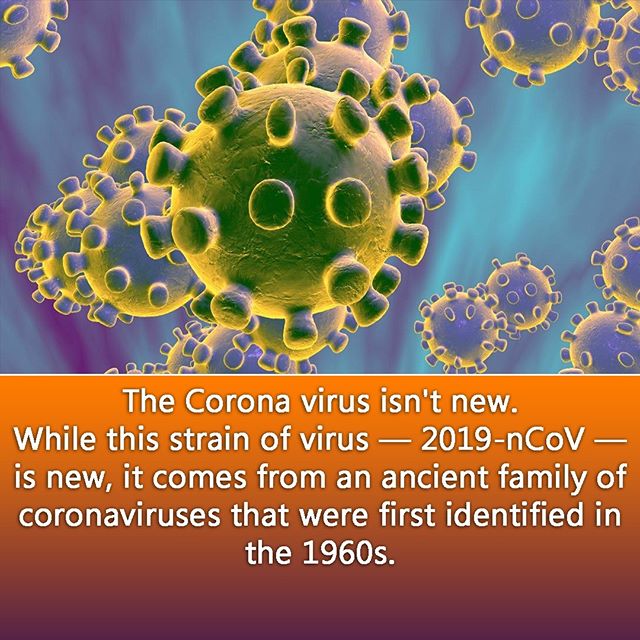 The Corona virus isn't new.
While this strain of virus — 2019-nCoV —
is new, it comes from an ancient family of
coronaviruses that were first identified in
the 1960s.